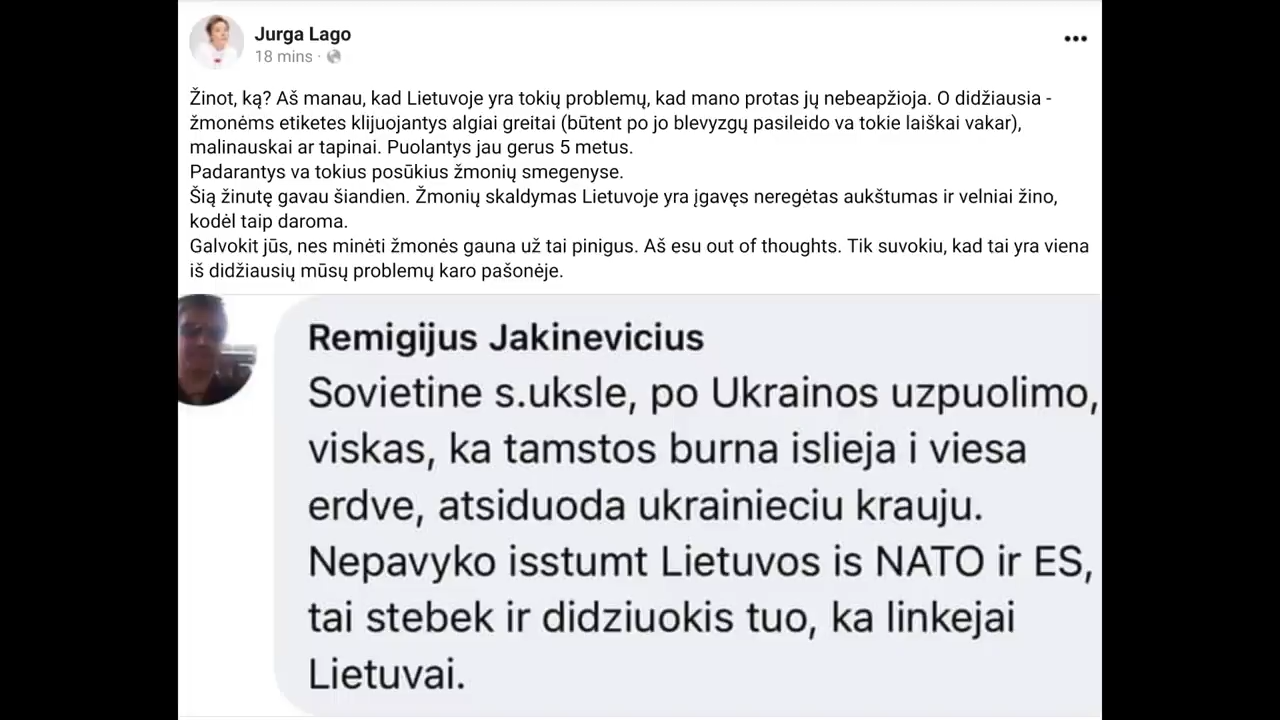 Jurga Lago
18 mins ·
Žinot, ką? Aš manau, kad Lietuvoje yra tokių problemų, kad mano protas jų nebeapžioja. O didžiausia -
žmonėms etiketes klijuojantys algiai greitai (būtent po jo blevyzgų pasileido va tokie laiškai vakar),
malinauskai ar tapinai. Puolantys jau gerus 5 metus.
Padarantys va tokius posūkius žmonių smegenyse.
Šią žinutę gavau šiandien. Žmonių skaldymas Lietuvoje yra įgavęs neregėtas aukštumas ir velniai žino,
kodėl taip daroma.
Galvokit jūs, nes minėti žmonės gauna už tai pinigus. Aš esu out of thoughts. Tik suvokiu, kad tai yra viena
iš didžiausių mūsų problemų karo pašonėje.
Remigijus Jakinevicius
Sovietine s.uksle, po Ukrainos uzpuolimo,
viskas, ka tamstos burna islieja i viesa
erdve, atsiduoda ukrainieciu krauju.
Nepavyko isstumt Lietuvos is NATO ir ES,
tai stebek ir didziuokis tuo, ka linkejai
Lietuvai.